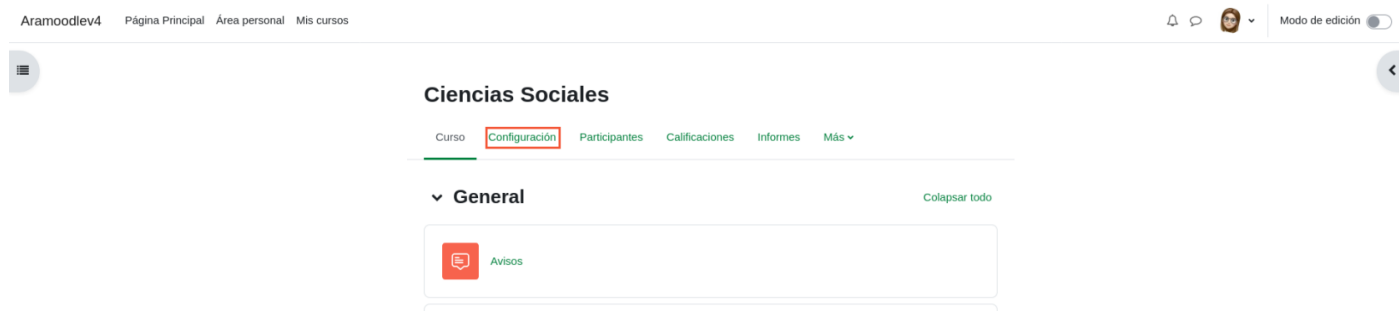 Aramoodlev4 Página Principal Área personal Mis cursos Modo de edición
Ciencias Sociales
Curso Configuración Participantes Calificaciones Informes Más
General Colapsar todo
Avisos